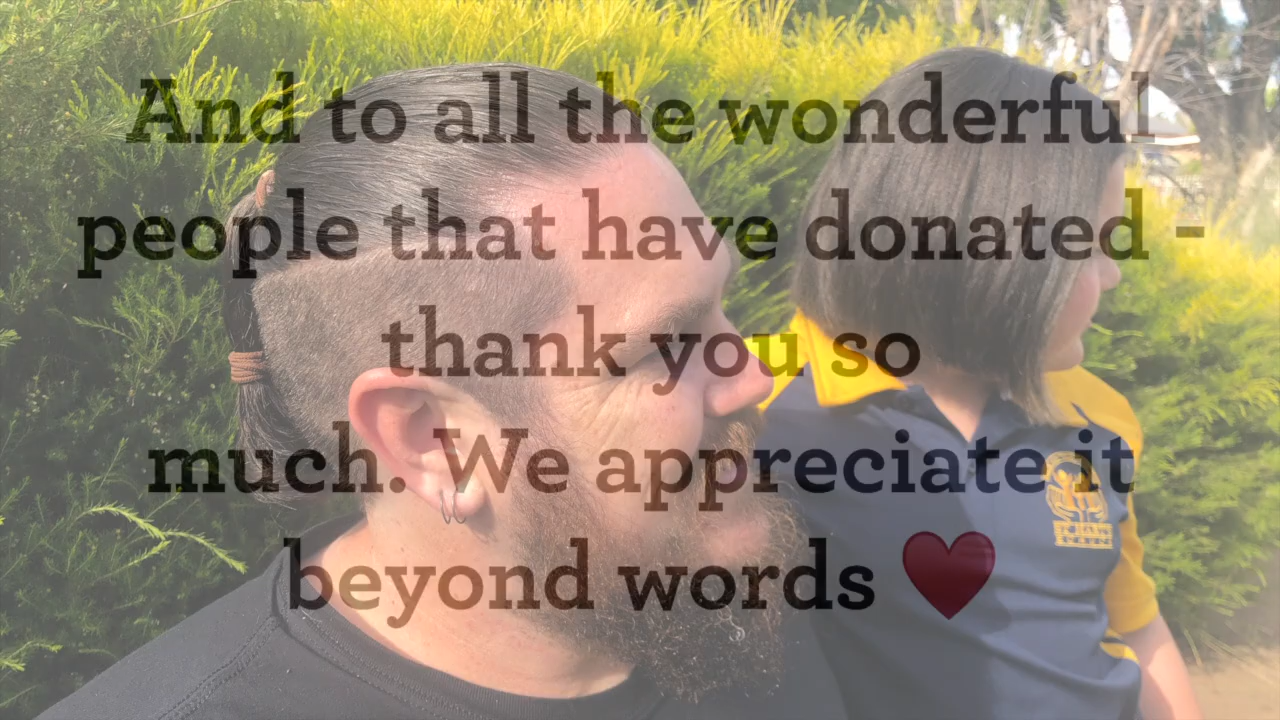 And to all the wonderful
people that have donated -
thank you so
much. We appreciate it
beyond words ♥